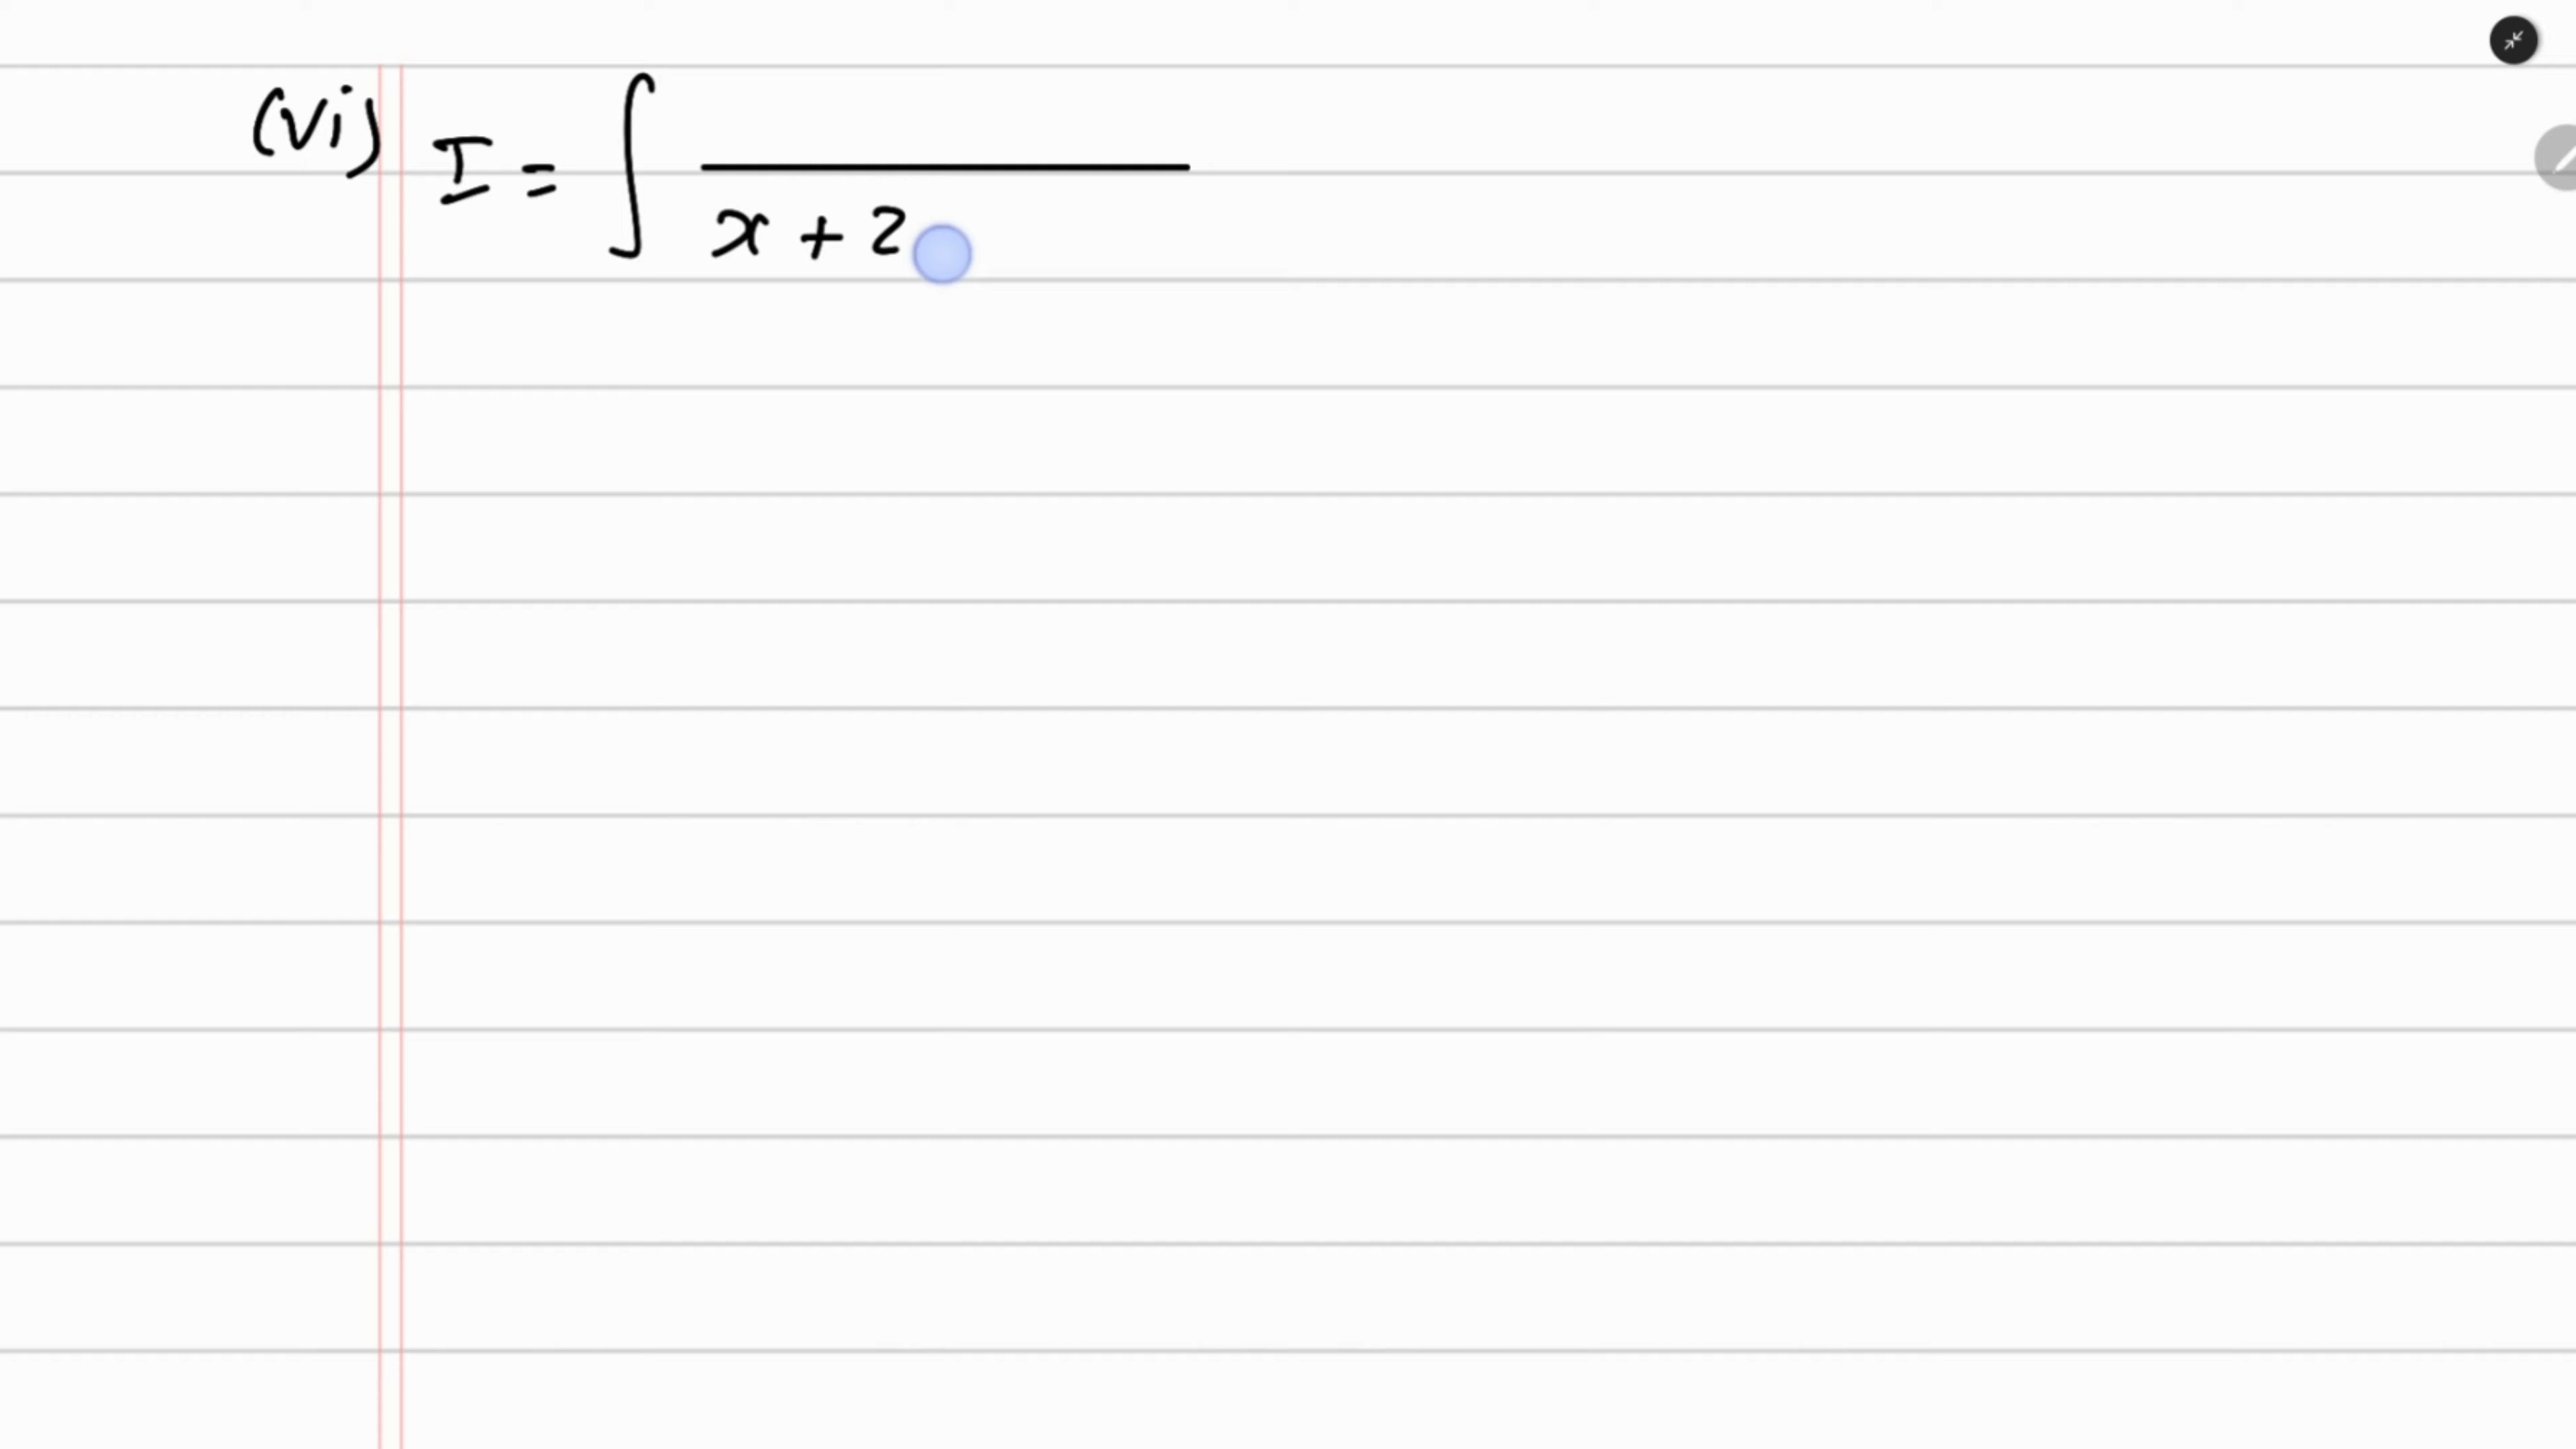 (vi) I = ∫ ——— 
x + 2